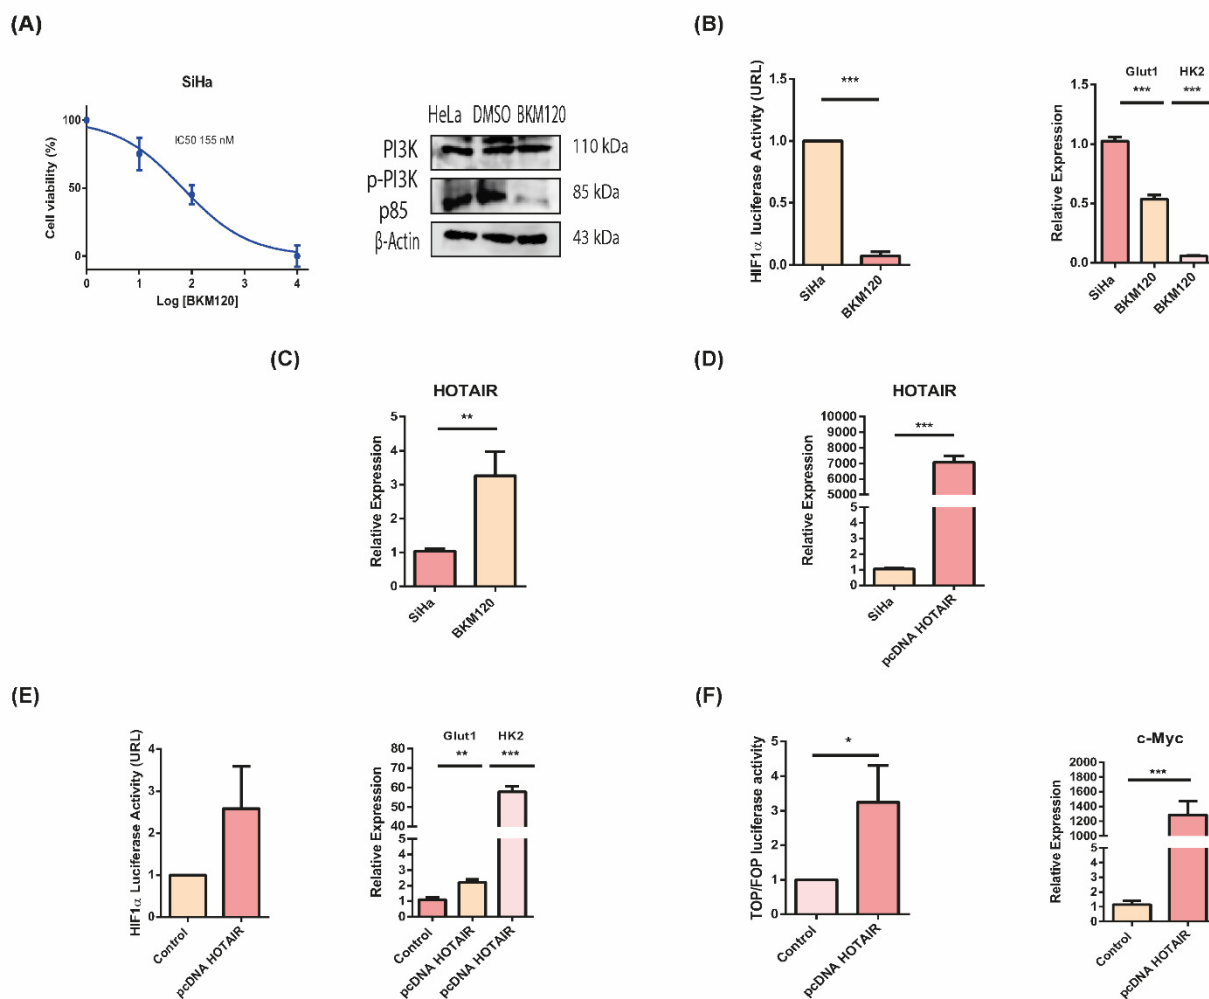 (A)
SiHa
Cell viability (%)
100
50
0
IC50 155 nM
0 1 2 3 4
Log [BKM120]
HeLa DMSO BKM120
PI3K 110 kDa
p-PI3K
p85 85 kDa
β-Actin 43 kDa
(B)
HIF1α luciferase Activity (URL)
1.5
1.0
0.5
0.0
***
SiHa
BKM120
Relative Expression
1.5
1.0
0.5
0.0
Glut1 HK2
*** ***
SiHa
BKM120
BKM120
(C)
HOTAIR
Relative Expression
5
4
3
2
1
0
**
SiHa
BKM120
(D)
HOTAIR
Relative Expression
10000
9000
8000
7000
6000
5000
5
4
3
2
1
0
***
SiHa
pcDNA HOTAIR
(E)
HIF1α Luciferase Activity (URL)
4
3
2
1
0
Control
pcDNA HOTAIR
Relative Expression
80
70
60
50
40
5
4
3
2
1
0
Glut1 HK2
** ***
Control
pcDNA HOTAIR
pcDNA HOTAIR
(F)
TOP/FOP luciferase activity
5
4
3
2
1
0
*
Control
pcDNA HOTAIR
c-Myc
Relative Expression
2000
1800
1600
1400
1200
1000
5
4
3
2
1
0
***
Control
pcDNA HOTAIR